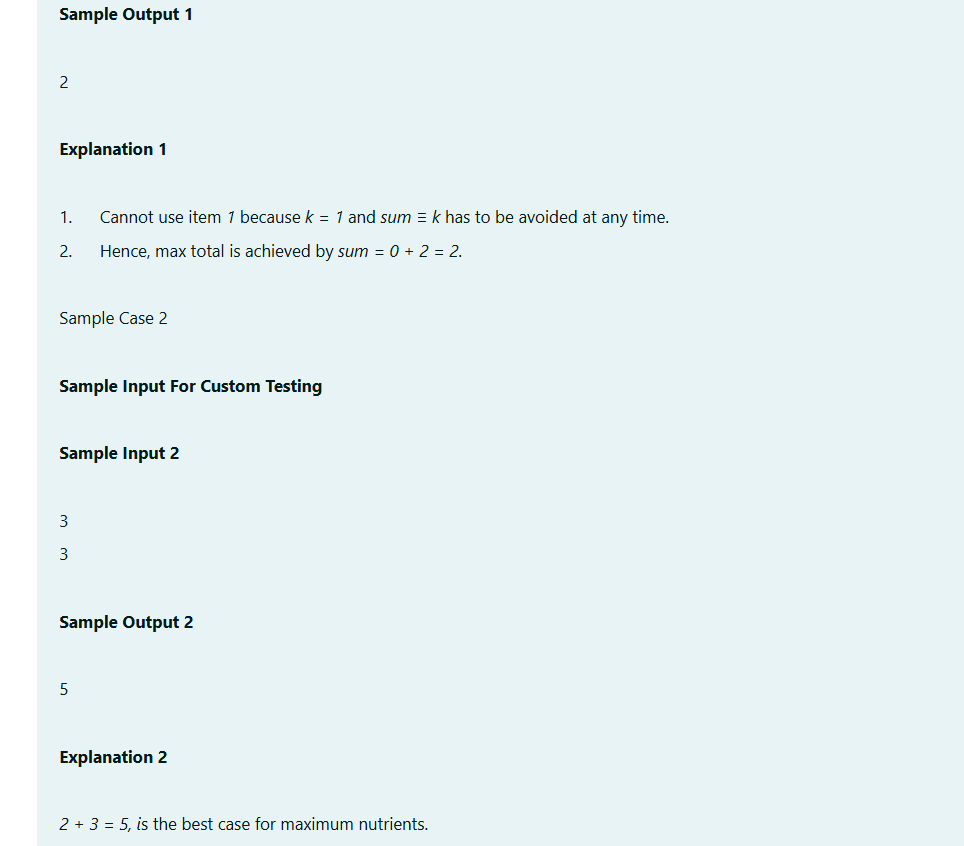 Sample Output 1
2
Explanation 1
1. Cannot use item 1 because k = 1 and sum ≡ k has to be avoided at any time.
2. Hence, max total is achieved by sum = 0 + 2 = 2.
Sample Case 2
Sample Input For Custom Testing
Sample Input 2
3
3
Sample Output 2
5
Explanation 2
2 + 3 = 5, is the best case for maximum nutrients.